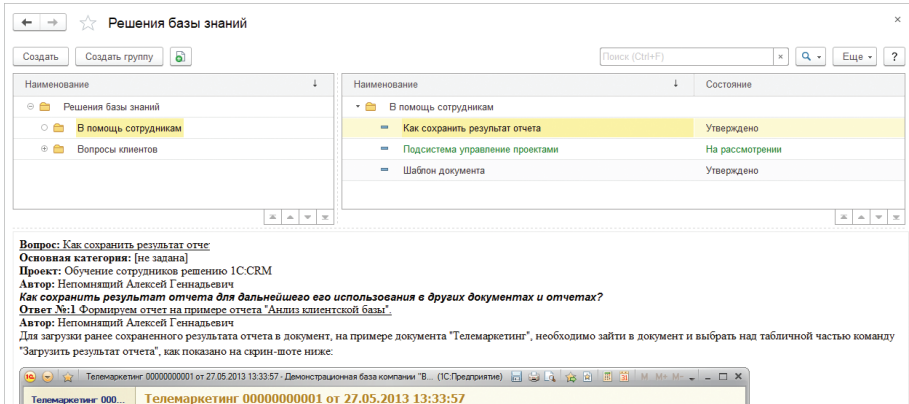 Решения базы знаний
Создать Создать группу Поиск (Ctrl+F) × Еще ?
Наименование ↓ Наименование ↓ Состояние
Решения базы знаний В помощь сотрудникам
В помощь сотрудникам Как сохранить результат отчета Утверждено
Вопросы клиентов Подсистема управление проектами На рассмотрении
Шаблон документа Утверждено
Вопрос: Как сохранить результат отче
Основная категория: [не задана]
Проект: Обучение сотрудников решению 1С:CRM
Автор: Непомнящий Алексей Геннадьевич
Как сохранить результат отчета для дальнейшего его использования в других документах и отчетах?
Ответ №:1 Формируем отчет на примере отчета "Анлиз клиентской базы".
Автор: Непомнящий Алексей Геннадьевич
Для загрузки ранее сохраненного результата отчета в документ, на примере документа "Телемаркетинг", необходимо зайти в документ и выбрать над табличной частью команду
"Загрузить результат отчета", как показано на скрин-шоте ниже:
Телемаркетинг 00000000001 от 27.05.2013 13:33:57 - Демонстрационная база компании "В... (1С:Предприятие) M M+ M-
Телемаркетинг 000... Телемаркетинг 00000000001 от 27.05.2013 13:33:57